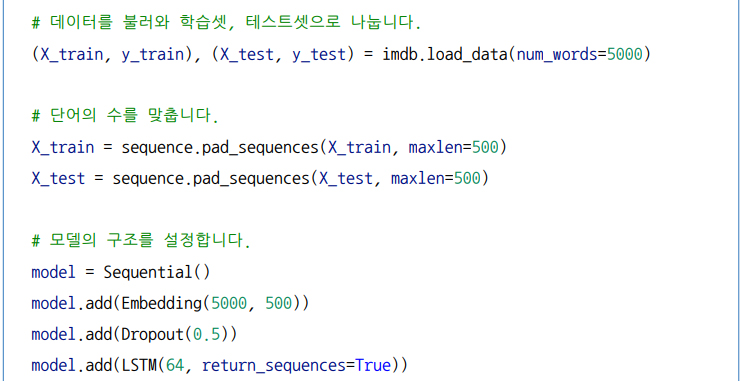 # 데이터를 불러와 학습셋, 테스트셋으로 나눕니다.
(X_train, y_train), (X_test, y_test) = imdb.load_data(num_words=5000)
# 단어의 수를 맞춥니다.
X_train = sequence.pad_sequences(X_train, maxlen=500)
X_test = sequence.pad_sequences(X_test, maxlen=500)
# 모델의 구조를 설정합니다.
model = Sequential()
model.add(Embedding(5000, 500))
model.add(Dropout(0.5))
model.add(LSTM(64, return_sequences=True))